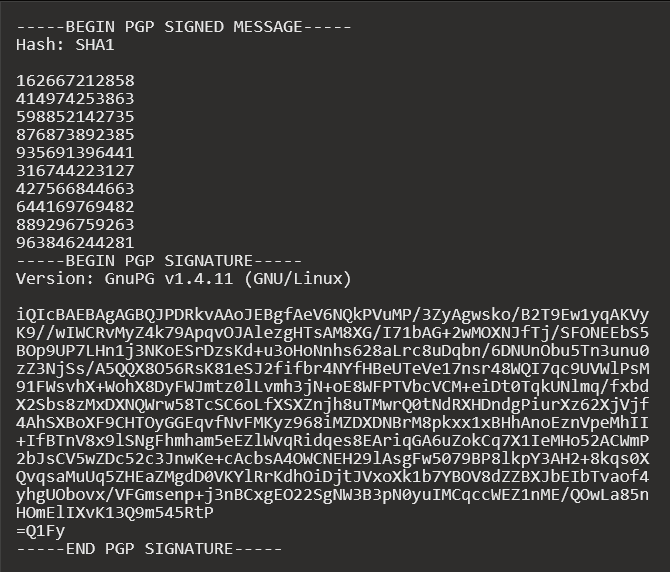 -----BEGIN PGP SIGNED MESSAGE-----
Hash: SHA1
162667212858
414974253863
598852142735
876873892385
935691396441
316744223127
427566844663
644169769482
889296759263
963846244281
-----BEGIN PGP SIGNATURE-----
Version: GnuPG v1.4.11 (GNU/Linux)
iQIcBAEBAgAGBQJPDRkvAAoJEBgfAeV6NQkPVuMP/3ZyAgwsko/B2T9Ew1yqAKVy
K9//wIWCRvMyZ4k79ApqvOJAlezgHTsAM8XG/I71bAG+2wMOXNJfTj/SFONEEbS5
BOp9UP7LHn1j3NKoESrDzsKd+u3oHoNnhs628aLrc8uDqbn/6DNUnObu5Tn3unu0
zZ3NjSs/A5QQX8O56RsK81eSJ2fifbr4NYfHBeUTeVe17nsr48WQI7qc9UVWlPsM
91FWsvhX+WohX8DyFWJmtz0lLvmh3jN+oE8WFPTVbcVCM+eiDt0TqkUNlmq/fxbd
X2Sbs8zMxDXNQWrw58TcSC6oLfXSXZnjh8uTMwrQ0tNdRXHDndgPiurXz62XjVjf
4AhSXBoXF9CHTOyGGEqvfNvFMKyz968iMZDXDNBrM8pkxx1xBHhAnoEznVpeMhII
+IfBTnV8x9lSNgFhmham5eEZlWvqRidqes8EAriqGA6uZokCq7X1IeMHo52ACWmP
2bJsCV5wZDc52c3JnwKe+cAcbsA4OWCNEH29lAsgFw5079BP8lkpY3AH2+8kqs0X
QvqsaMuUq5ZHEaZMgdD0VKYlRrKdhOiDjtJVxoXk1b7YBOV8dZZBXJbEIbTvaof4
yhgUObovx/VFGmsenp+j3nBCxgEO22SgNW3B3pN0yuIMCqccWEZ1nME/QOwLa85n
HOmElIXvK13Q9m545RtP
=Q1Fy
-----END PGP SIGNATURE-----